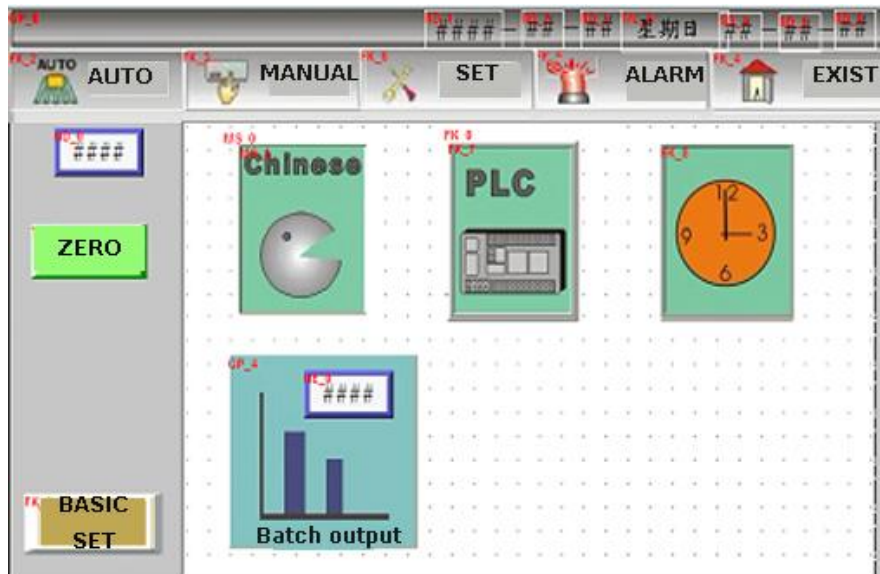 ####-##-## 星期日 ##-##-##
AUTO AUTO
MANUAL
SET
ALARM
EXIST
####
ZERO
BASIC
SET
Chinese
PLC
12
3
6
9
####
Batch output